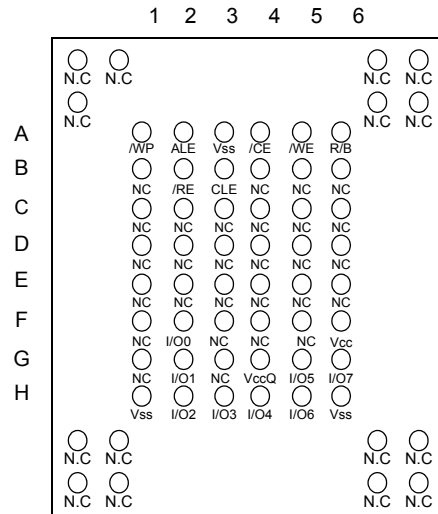 1 2 3 4 5 6
N.C N.C N.C N.C
N.C N.C N.C
A
/WP ALE Vss /CE /WE R/B
B
NC /RE CLE NC NC NC
C
NC NC NC NC NC NC
D
NC NC NC NC NC NC
E
NC NC NC NC NC NC
F
NC I/O0 NC NC NC Vcc
G
NC I/O1 NC VccQ I/O5 I/O7
H
Vss I/O2 I/O3 I/O4 I/O6 Vss
N.C N.C N.C N.C
N.C N.C N.C N.C